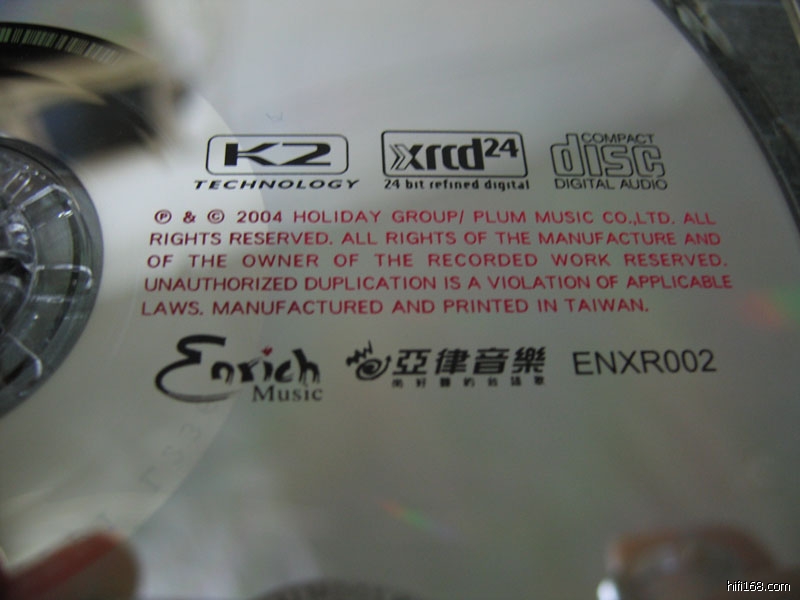 K2
TECHNOLOGY
xrcd24
24 bit refined digital
COMPACT
disc
DIGITAL AUDIO
℗ & © 2004 HOLIDAY GROUP/ PLUM MUSIC CO.,LTD. ALL
RIGHTS RESERVED. ALL RIGHTS OF THE MANUFACTURE AND
OF THE OWNER OF THE RECORDED WORK RESERVED.
UNAUTHORIZED DUPLICATION IS A VIOLATION OF APPLICABLE
LAWS. MANUFACTURED AND PRINTED IN TAIWAN.
Enrich
Music
亞律音樂
ENXR002
hifi168.com